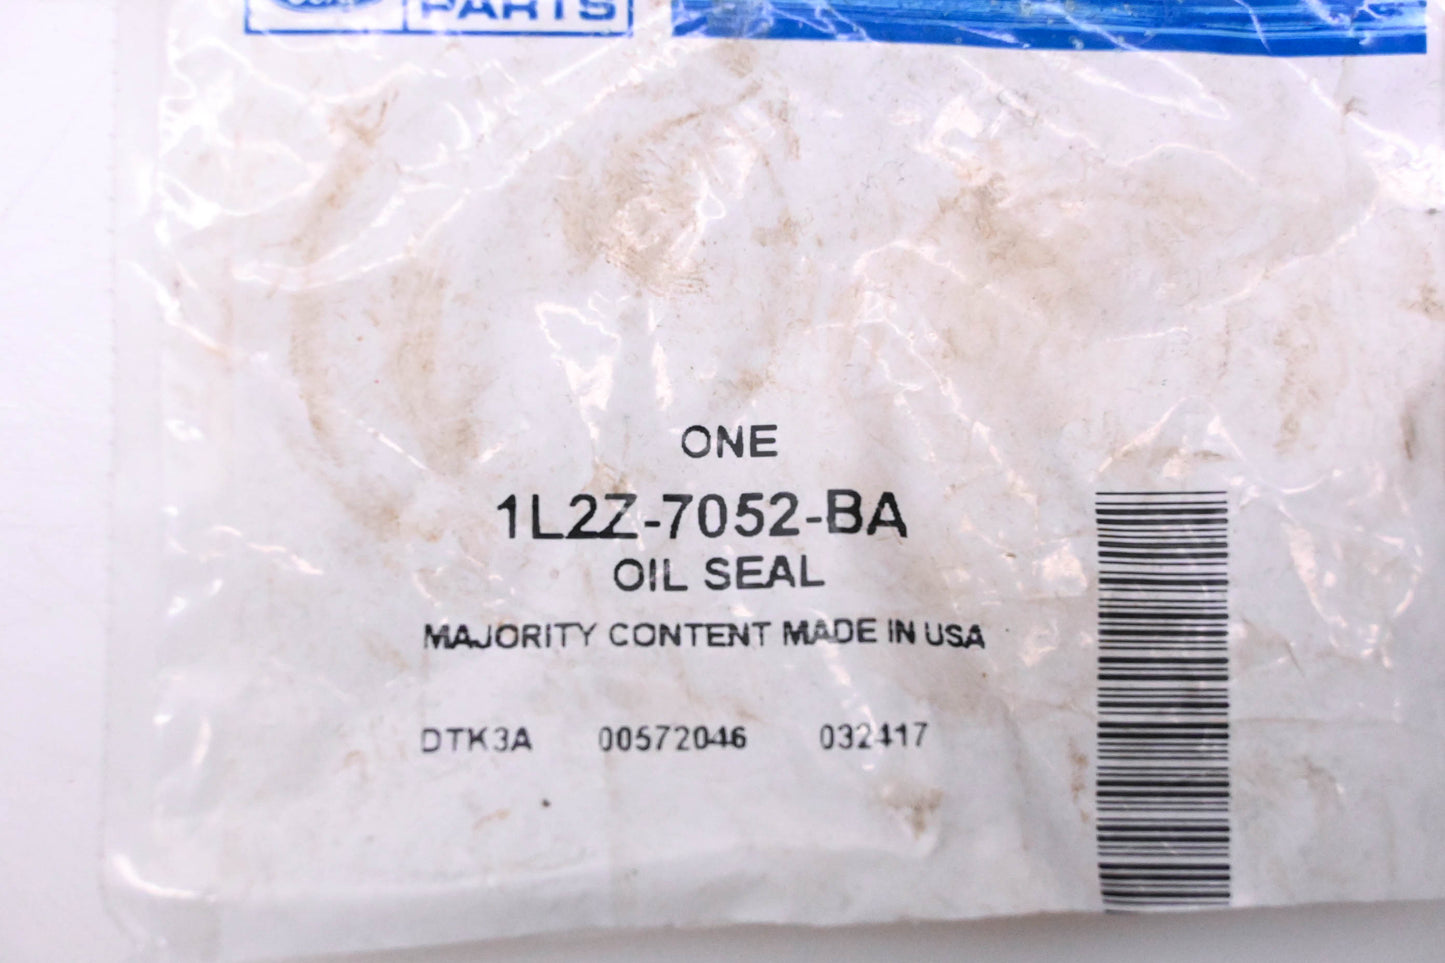 PARTS
ONE
1L2Z-7052-BA
OIL SEAL
MAJORITY CONTENT MADE IN USA
DTK3A 00572046 032417